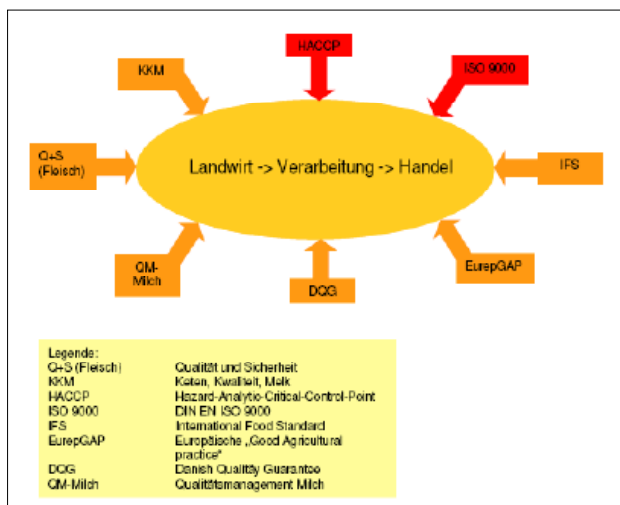 HACCP
KKM
ISO 9000
Q+S
(Fleisch)
Landwirt -> Verarbeitung -> Handel
IFS
QM-
Milch
DQG
EurepGAP
Legende:
Q+S (Fleisch) Qualität und Sicherheit
KKM Keten, Kwaliteit, Melk
HACCP Hazard-Analytic-Critical-Control-Point
ISO 9000 DIN EN ISO 9000
IFS International Food Standard
EurepGAP Europäische „Good Agricultural
practice“
DQG Danish Qualitäy Guarantee
QM-Milch Qualitätsmanagement Milch